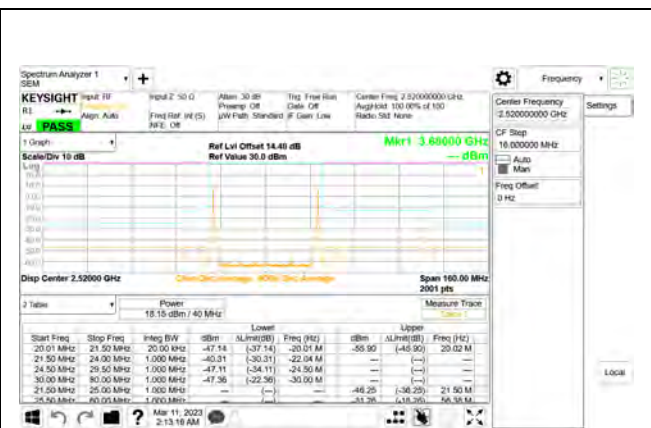 Spectrum Analyzer 1
SEM
Frequency
KEYSIGHT Input: RF
Align: Auto
Input Z: 50 Ω
Freq Ref: Int (S)
NFE: Off
Atten: 30 dB
Preamp: Off
µW Path: Standard
Trig: Free Run
Gate: Off
IF Gain: Low
Center Freq: 2.520000000 GHz
Avg|Hold: 100.00% of 100
Radio Std: None
PASS
Center Frequency
2.520000000 GHz
Settings
CF Step
16.000000 MHz
Auto
Man
Freq Offset
0 Hz
Local
1 Graph
Scale/Div 10 dB
Log
Ref Lvl Offset 14.40 dB
Ref Value 30.0 dBm
Mkr1 3.68000 GHz
--- dBm
Disp Center 2.52000 GHz
Span 160.00 MHz
2001 pts
2 Table
Power
18.15 dBm / 40 MHz
Measure Trace
Lower Upper
Start Freq Stop Freq Integ BW dBm ΔLimit(dB) Freq (Hz) dBm ΔLimit(dB) Freq (Hz)
20.01 MHz 21.50 MHz 20.00 kHz -47.14 (-37.14) -20.01 M -55.90 (-45.90) 20.02 M
21.50 MHz 24.00 MHz 1.000 MHz -40.31 (-30.31) -22.04 M --- (---) ---
24.50 MHz 29.50 MHz 1.000 MHz -47.11 (-34.11) -24.50 M --- (---) ---
30.00 MHz 80.00 MHz 1.000 MHz -47.36 (-22.36) -30.00 M --- (---) ---
21.50 MHz 25.00 MHz 1.000 MHz --- (---) --- -46.25 (-36.25) 21.50 M
25.50 MHz 60.00 MHz 1.000 MHz
Mar 11, 2023
2:13:18 AM